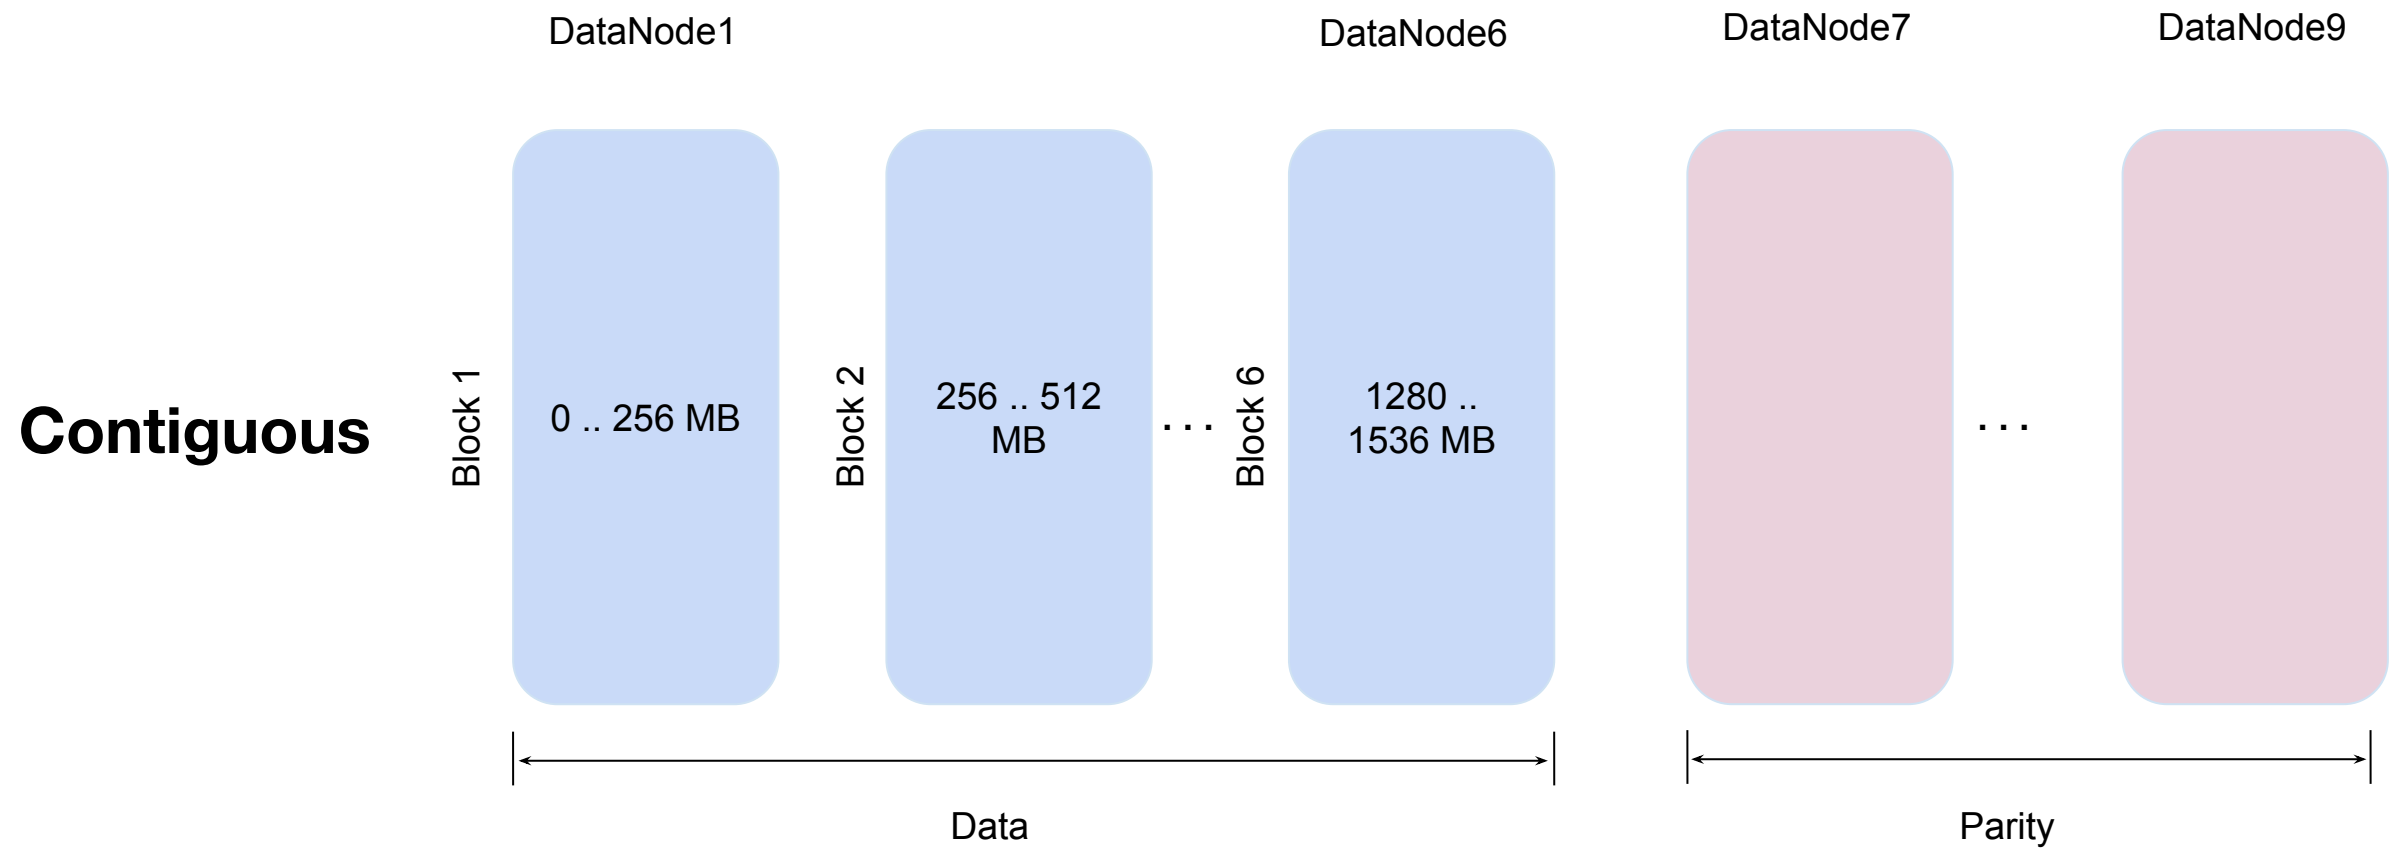 DataNode1
DataNode6
DataNode7
DataNode9
Contiguous
Block 1
0 .. 256 MB
Block 2
256 .. 512
MB
. . .
Block 6
1280 ..
1536 MB
. . .
Data
Parity